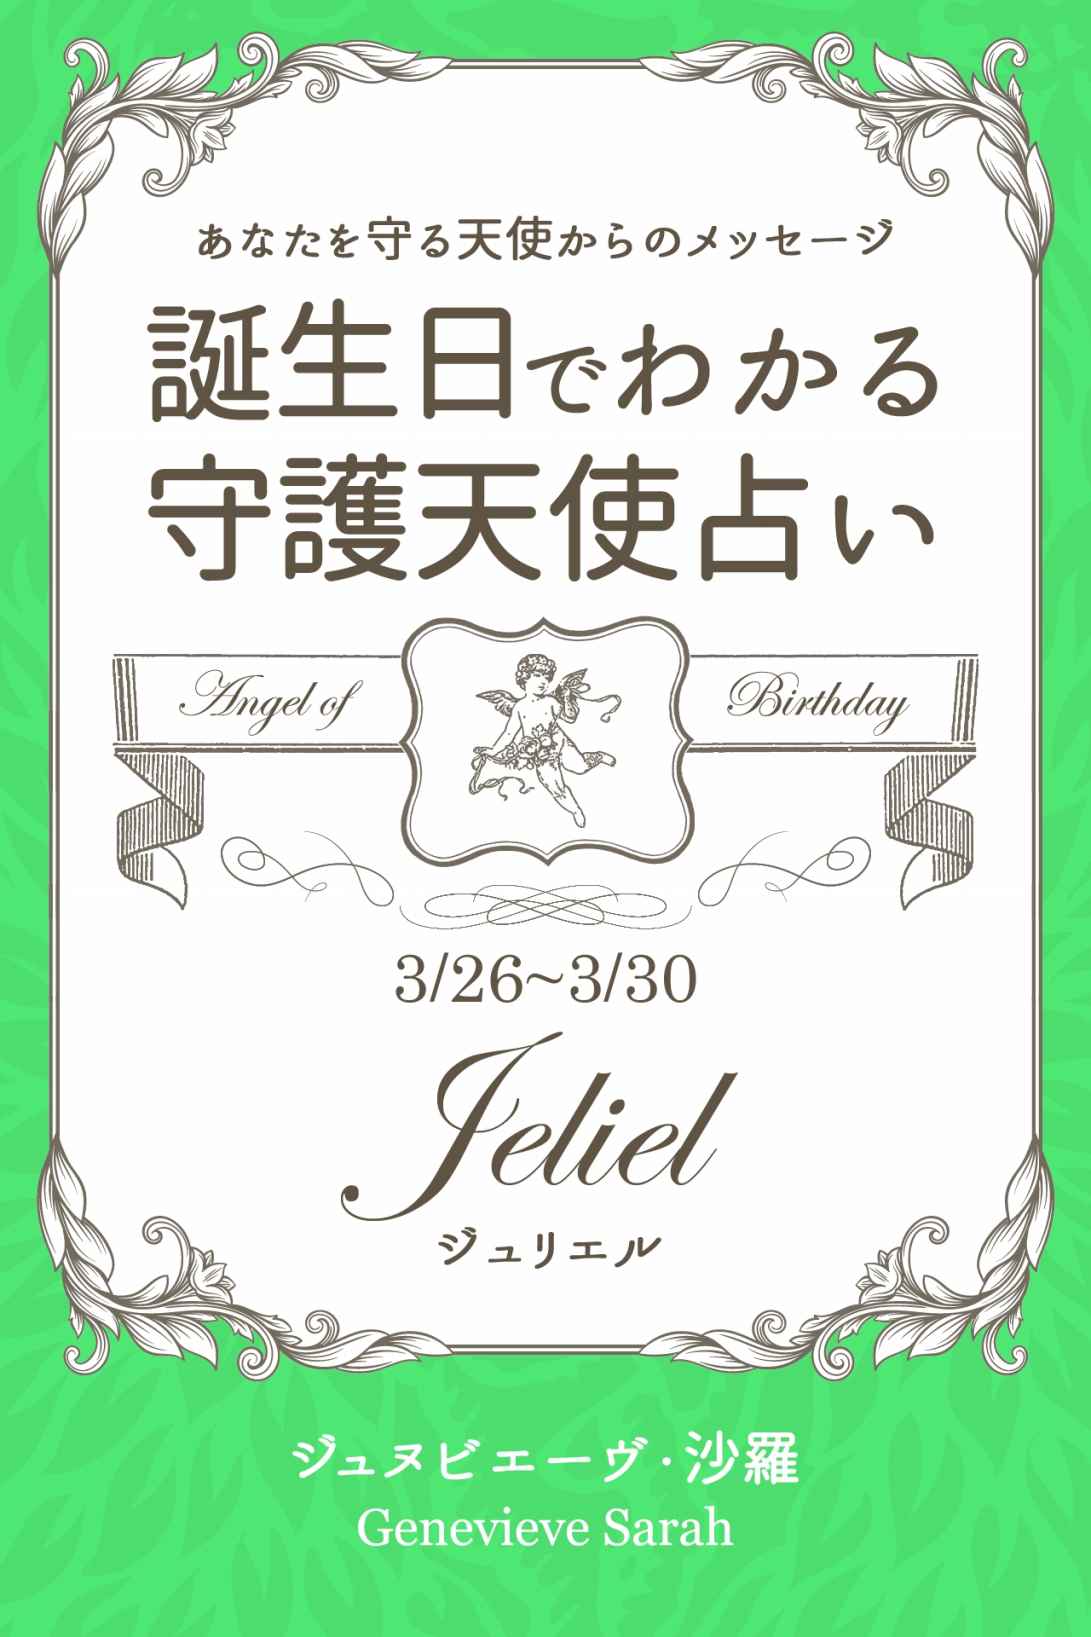 あなたを守る天使からのメッセージ
誕生日でわかる
守護天使占い
Angel of Birthday
3/26~3/30
Jeliel
ジュリエル
ジュヌビエーヴ・沙羅
Genevieve Sarah